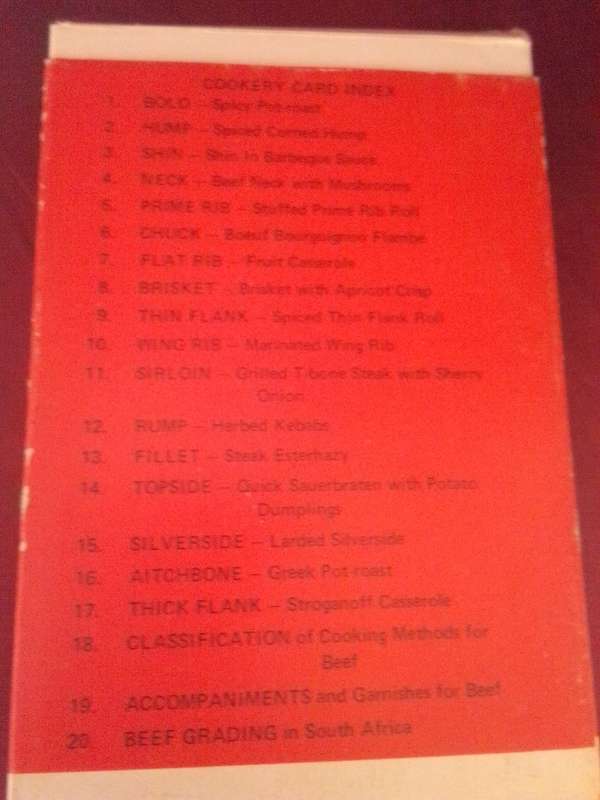 COOKERY CARD INDEX
1. BOLO – Spicy Pot-roast
2. HUMP – Spiced Corned Hump
3. SHIN – Shin in Barbeque Sauce
4. NECK – Beef Neck with Mushrooms
5. PRIME RIB – Stuffed Prime Rib Roll
6. CHUCK – Boeuf Bourguignon Flambe
7. FLAT RIB – Fruit Casserole
8. BRISKET – Brisket with Apricot Crisp
9. THIN FLANK – Spiced Thin Flank Roll
10. WING RIB – Marinated Wing Rib
11. SIRLOIN – Grilled T-bone Steak with Sherry
Onion
12. RUMP – Herbed Kebabs
13. FILLET – Steak Esterhazy
14. TOPSIDE – Quick Sauerbraten with Potato
Dumplings
15. SILVERSIDE – Larded Silverside
16. AITCHBONE – Greek Pot-roast
17. THICK FLANK – Stroganoff Casserole
18. CLASSIFICATION of Cooking Methods for
Beef
19. ACCOMPANIMENTS and Garnishes for Beef
20. BEEF GRADING in South Africa